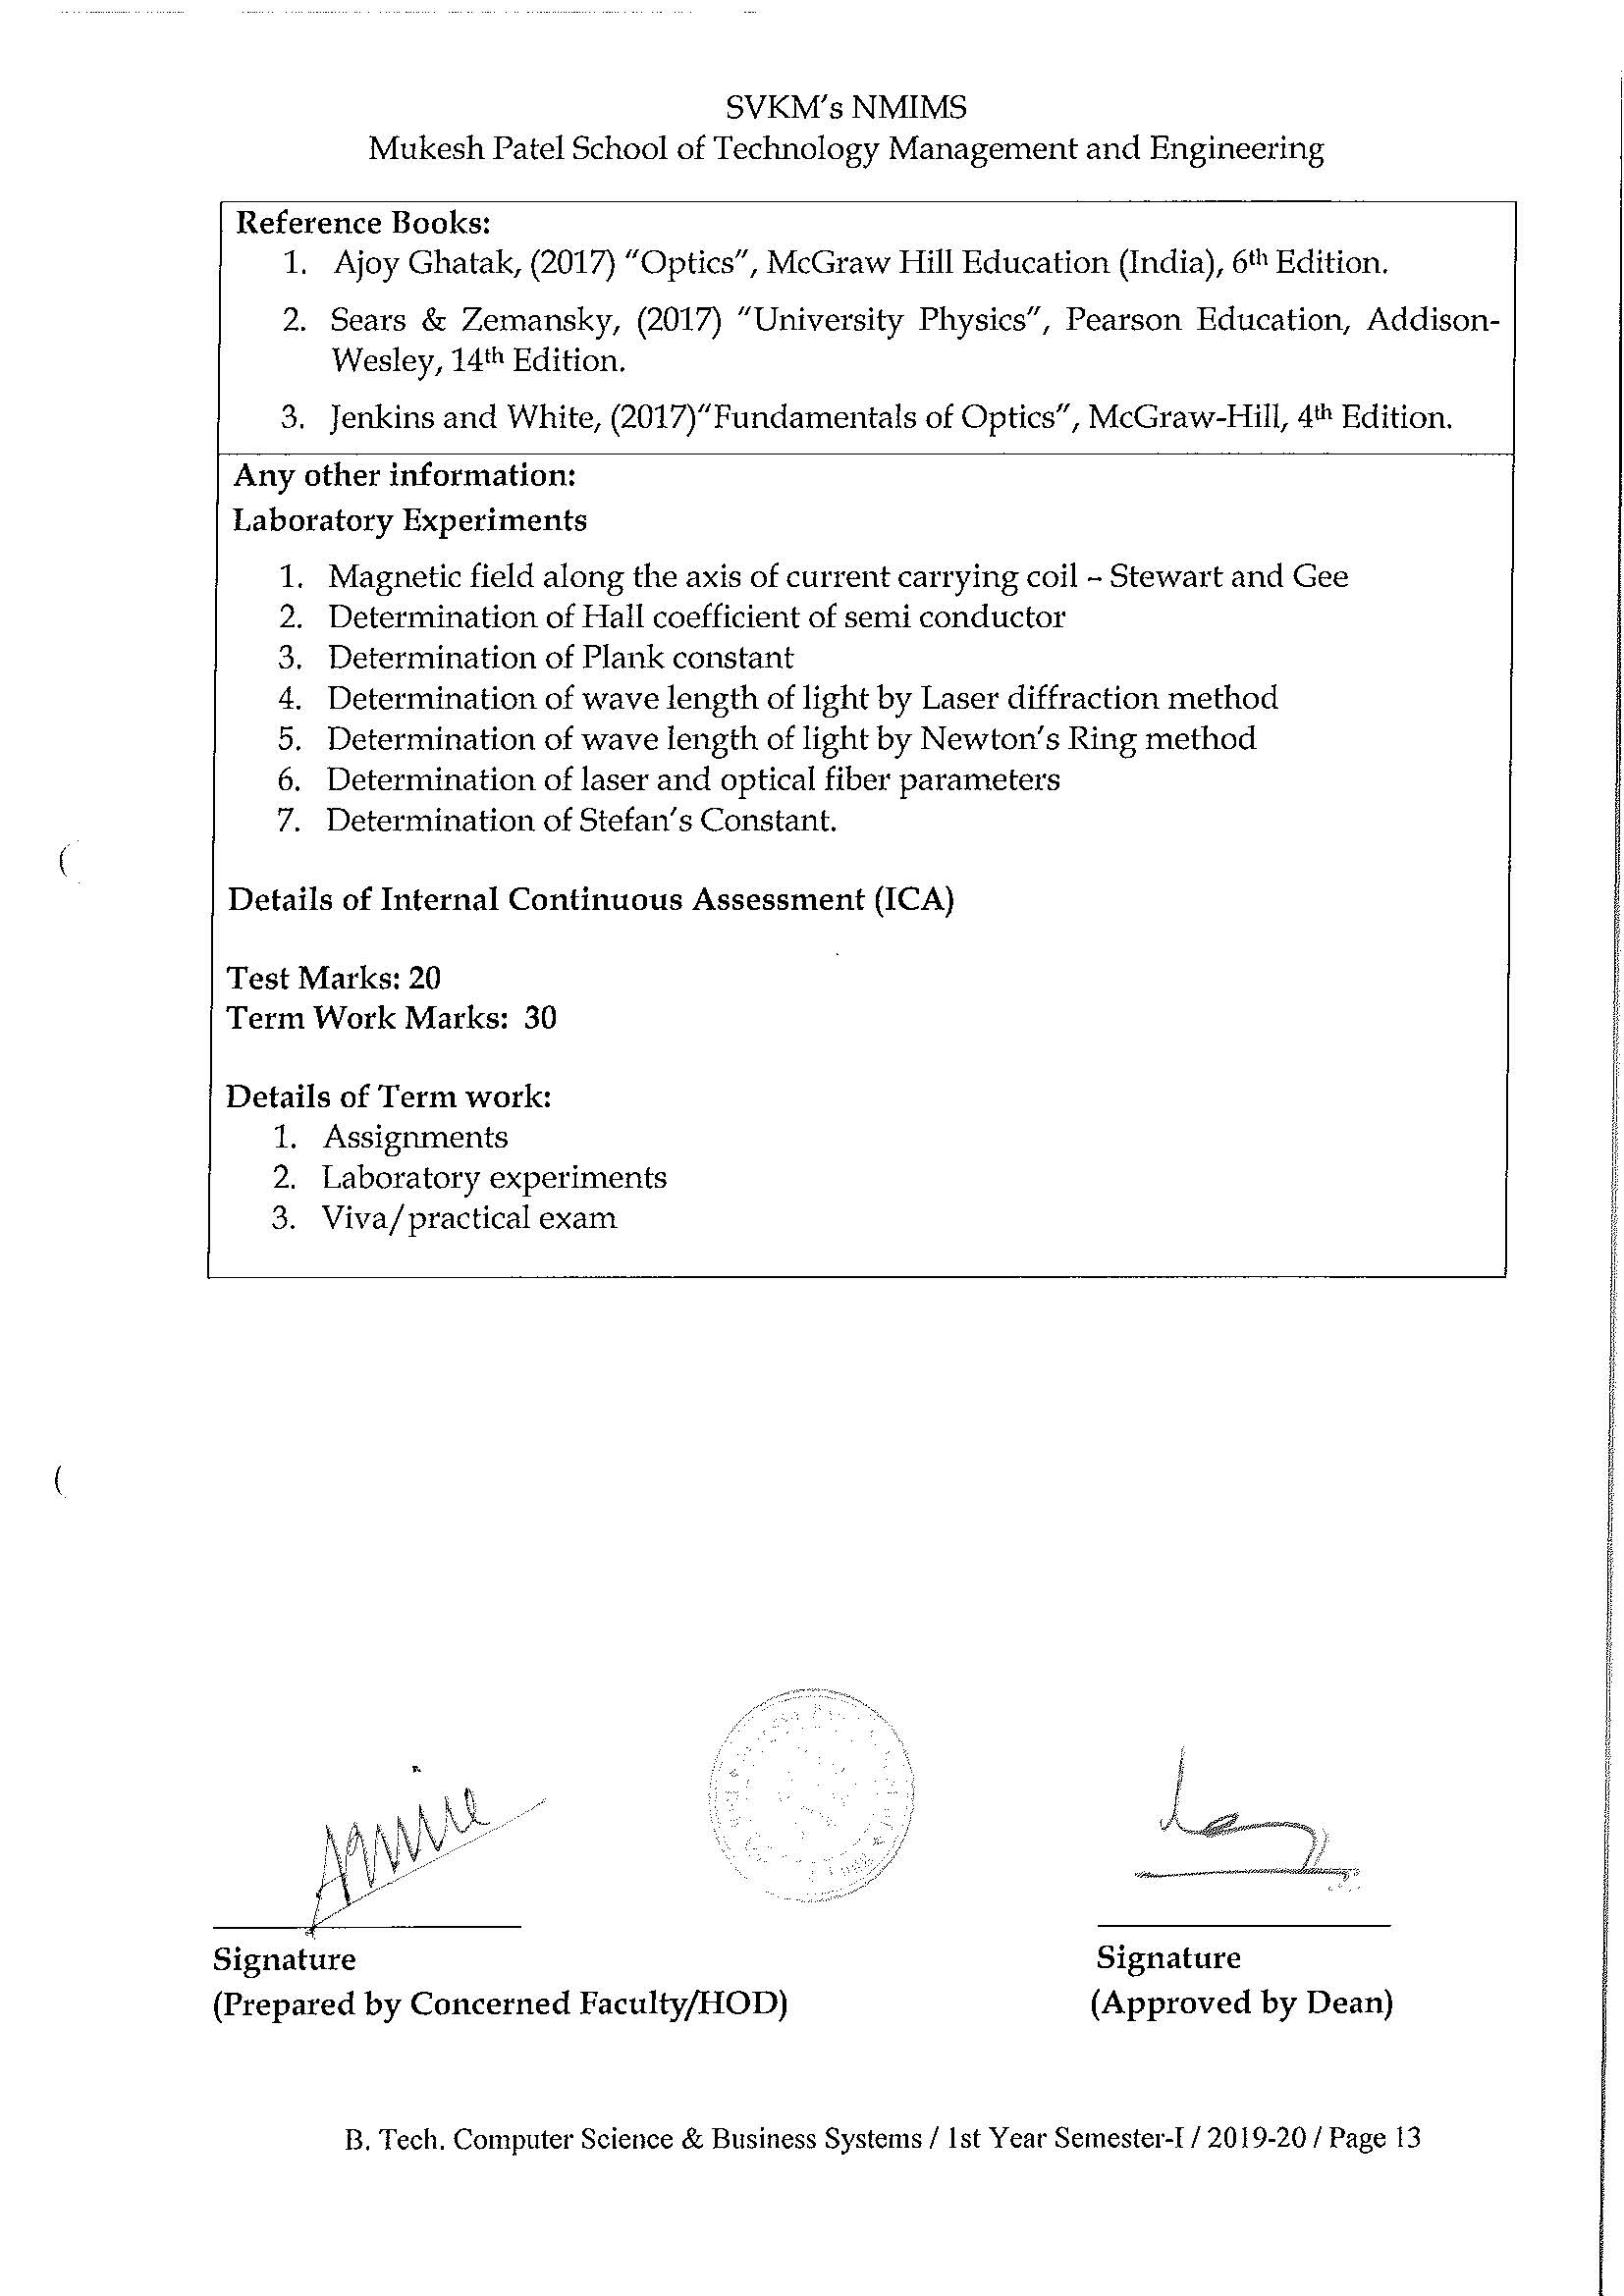 SVKM's NMIMS
Mukesh Patel School of Technology Management and Engineering
Reference Books:
1. Ajoy Ghatak, (2017) "Optics", McGraw Hill Education (India), 6th Edition.
2. Sears & Zemansky, (2017) "University Physics", Pearson Education, Addison-
Wesley, 14th Edition.
3. Jenkins and White, (2017)"Fundamentals of Optics", McGraw-Hill, 4th Edition.
Any other information:
Laboratory Experiments
1. Magnetic field along the axis of current carrying coil – Stewart and Gee
2. Determination of Hall coefficient of semi conductor
3. Determination of Plank constant
4. Determination of wave length of light by Laser diffraction method
5. Determination of wave length of light by Newton's Ring method
6. Determination of laser and optical fiber parameters
7. Determination of Stefan's Constant.
Details of Internal Continuous Assessment (ICA)
Test Marks: 20
Term Work Marks: 30
Details of Term work:
1. Assignments
2. Laboratory experiments
3. Viva/practical exam
Signature
(Prepared by Concerned Faculty/HOD)
Signature
(Approved by Dean)
B. Tech. Computer Science & Business Systems / 1st Year Semester-I / 2019-20 / Page 13